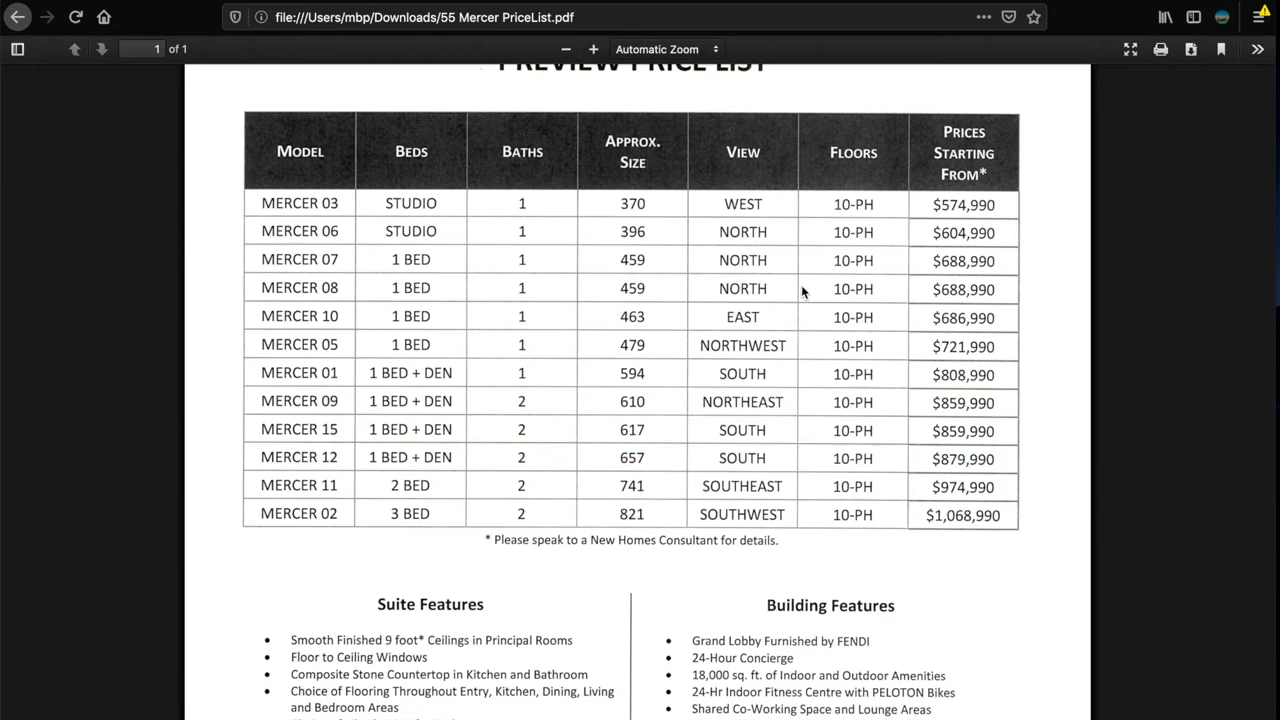 file:///Users/mbp/Downloads/55 Mercer PriceList.pdf
1 of 1 Automatic Zoom
PREVIEW PRICE LIST
MODEL BEDS BATHS APPROX. SIZE VIEW FLOORS PRICES STARTING FROM*
MERCER 03 STUDIO 1 370 WEST 10-PH $574,990
MERCER 06 STUDIO 1 396 NORTH 10-PH $604,990
MERCER 07 1 BED 1 459 NORTH 10-PH $688,990
MERCER 08 1 BED 1 459 NORTH 10-PH $688,990
MERCER 10 1 BED 1 463 EAST 10-PH $686,990
MERCER 05 1 BED 1 479 NORTHWEST 10-PH $721,990
MERCER 01 1 BED + DEN 1 594 SOUTH 10-PH $808,990
MERCER 09 1 BED + DEN 2 610 NORTHEAST 10-PH $859,990
MERCER 15 1 BED + DEN 2 617 SOUTH 10-PH $859,990
MERCER 12 1 BED + DEN 2 657 SOUTH 10-PH $879,990
MERCER 11 2 BED 2 741 SOUTHEAST 10-PH $974,990
MERCER 02 3 BED 2 821 SOUTHWEST 10-PH $1,068,990
* Please speak to a New Homes Consultant for details.
Suite Features
• Smooth Finished 9 foot* Ceilings in Principal Rooms
• Floor to Ceiling Windows
• Composite Stone Countertop in Kitchen and Bathroom
• Choice of Flooring Throughout Entry, Kitchen, Dining, Living
and Bedroom Areas
Building Features
• Grand Lobby Furnished by FENDI
• 24-Hour Concierge
• 18,000 sq. ft. of Indoor and Outdoor Amenities
• 24-Hr Indoor Fitness Centre with PELOTON Bikes
• Shared Co-Working Space and Lounge Areas